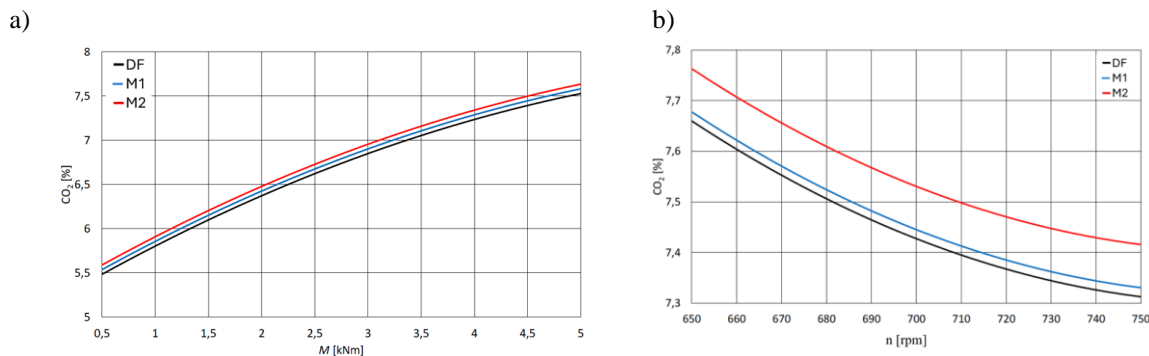 a)
8
7,5
7
6,5
6
5,5
5
CO2 [%]
DF
M1
M2
0,5 1 1,5 2 2,5 3 3,5 4 4,5 5
M [kNm]
b)
7,8
7,7
7,6
7,5
7,4
7,3
CO2 [%]
DF
M1
M2
650 660 670 680 690 700 710 720 730 740 750
n [rpm]